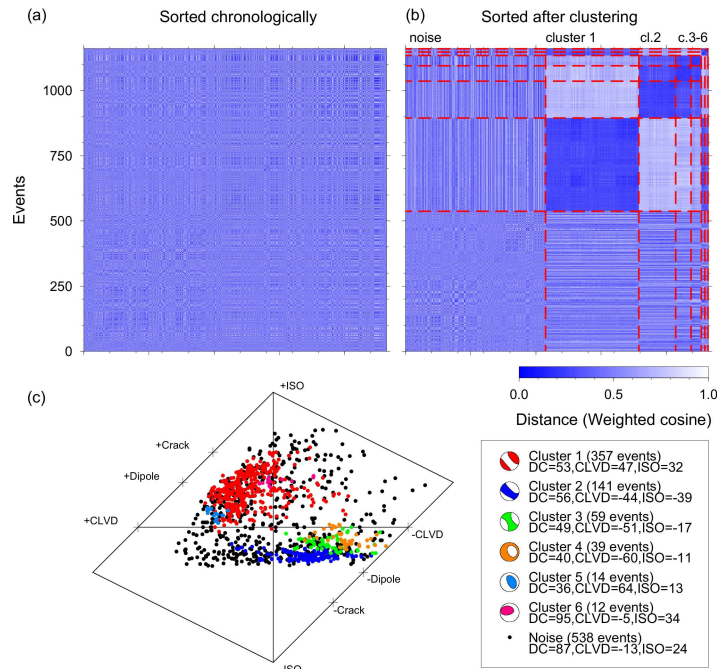 (a) Sorted chronologically
(b) Sorted after clustering
noise cluster 1 cl.2 c.3-6
1000
750
500
250
0
Events
0.0 0.5 1.0
Distance (Weighted cosine)
(c)
+ISO
+Crack
+Dipole
+CLVD
-CLVD
-Dipole
-Crack
-ISO
Cluster 1 (357 events)
DC=53,CLVD=47,ISO=32
Cluster 2 (141 events)
DC=56,CLVD=-44,ISO=-39
Cluster 3 (59 events)
DC=49,CLVD=-51,ISO=-17
Cluster 4 (39 events)
DC=40,CLVD=-60,ISO=-11
Cluster 5 (14 events)
DC=36,CLVD=64,ISO=13
Cluster 6 (12 events)
DC=95,CLVD=-5,ISO=34
Noise (538 events)
DC=87,CLVD=-13,ISO=24